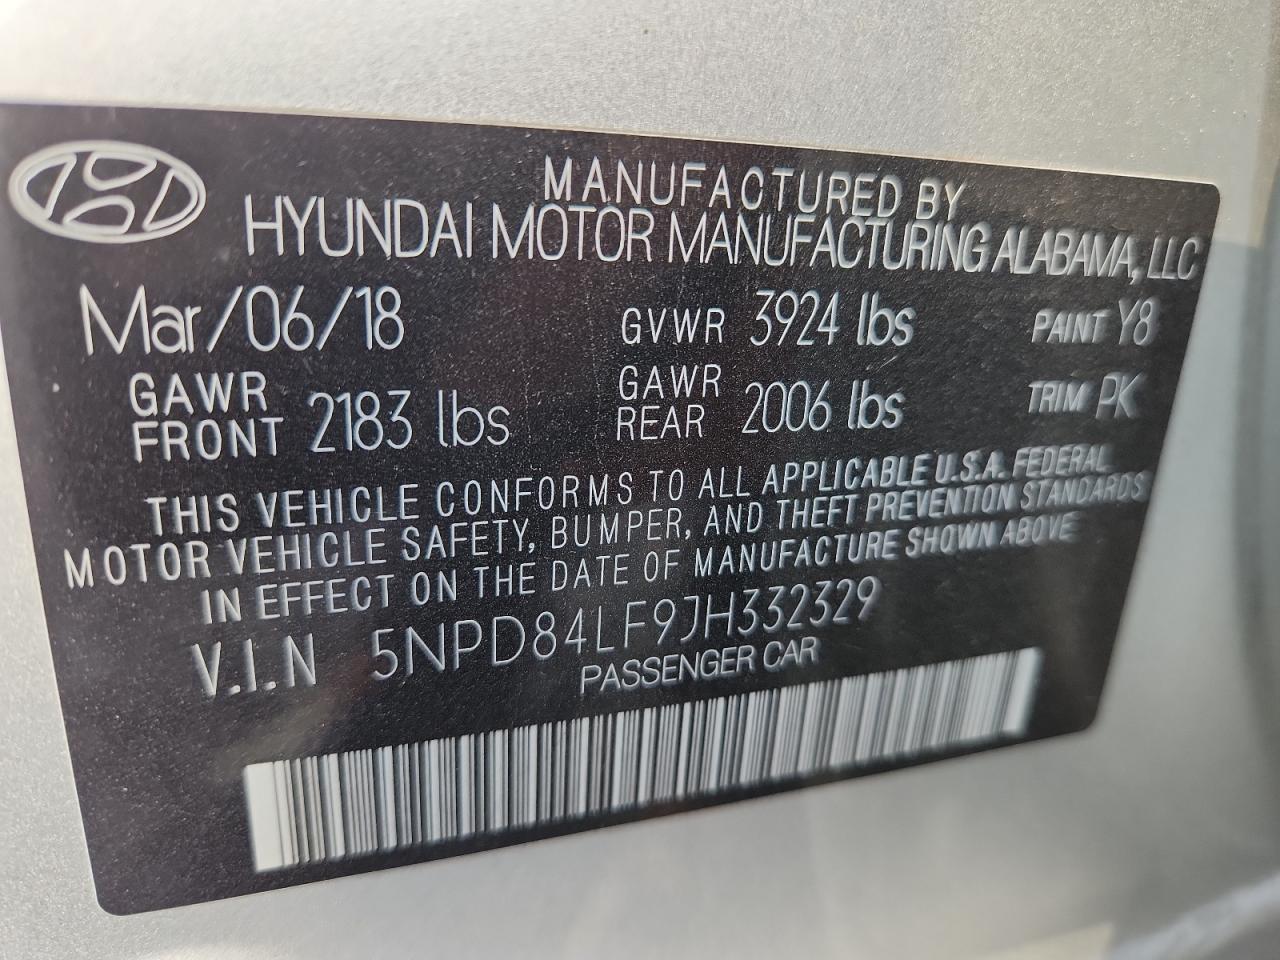 MANUFACTURED BY
HYUNDAI MOTOR MANUFACTURING ALABAMA, LLC
Mar/06/18 GVWR 3924 lbs PAINT Y8
GAWR FRONT 2183 lbs GAWR REAR 2006 lbs TRIM PK
THIS VEHICLE CONFORMS TO ALL APPLICABLE U.S.A. FEDERAL
MOTOR VEHICLE SAFETY, BUMPER, AND THEFT PREVENTION STANDARDS
IN EFFECT ON THE DATE OF MANUFACTURE SHOWN ABOVE
V.I.N 5NPD84LF9JH332329
PASSENGER CAR